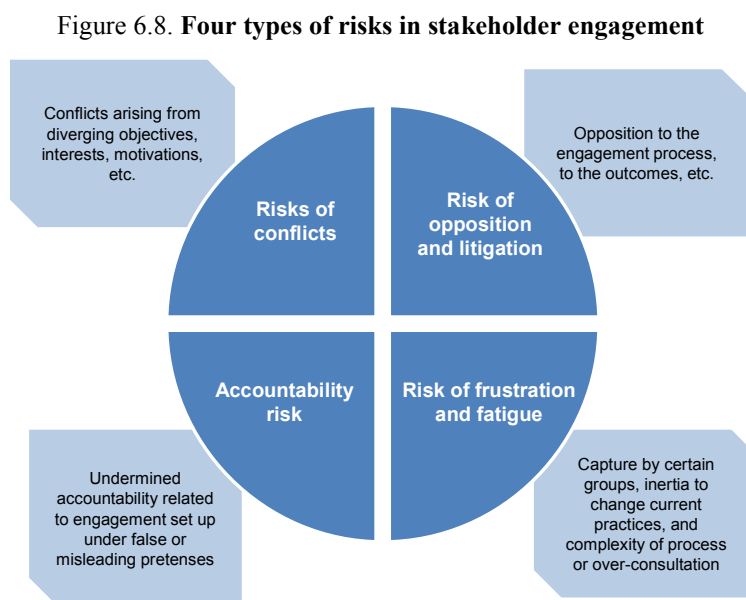 Figure 6.8. Four types of risks in stakeholder engagement
Conflicts arising from
diverging objectives,
interests, motivations,
etc.
Opposition to the
engagement process,
to the outcomes, etc.
Risks of
conflicts
Risk of
opposition
and litigation
Accountability
risk
Risk of frustration
and fatigue
Undermined
accountability related
to engagement set up
under false or
misleading pretenses
Capture by certain
groups, inertia to
change current
practices, and
complexity of process
or over-consultation